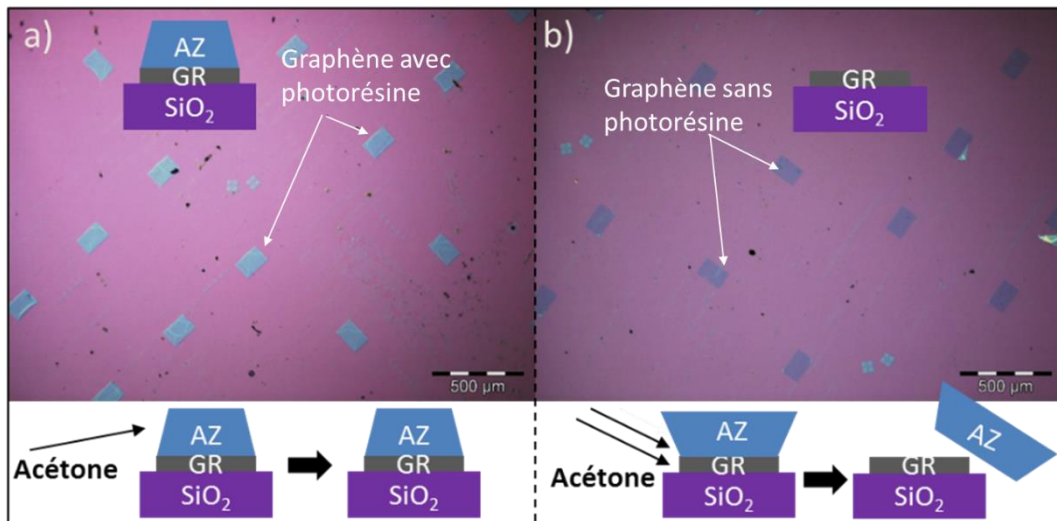 a)
AZ
GR
SiO₂
Graphène avec
photorésine
500 µm
Acétone
AZ
GR
SiO₂
AZ
GR
SiO₂
b)
Graphène sans
photorésine
GR
SiO₂
500 µm
Acétone
AZ
GR
SiO₂
GR
SiO₂
AZ